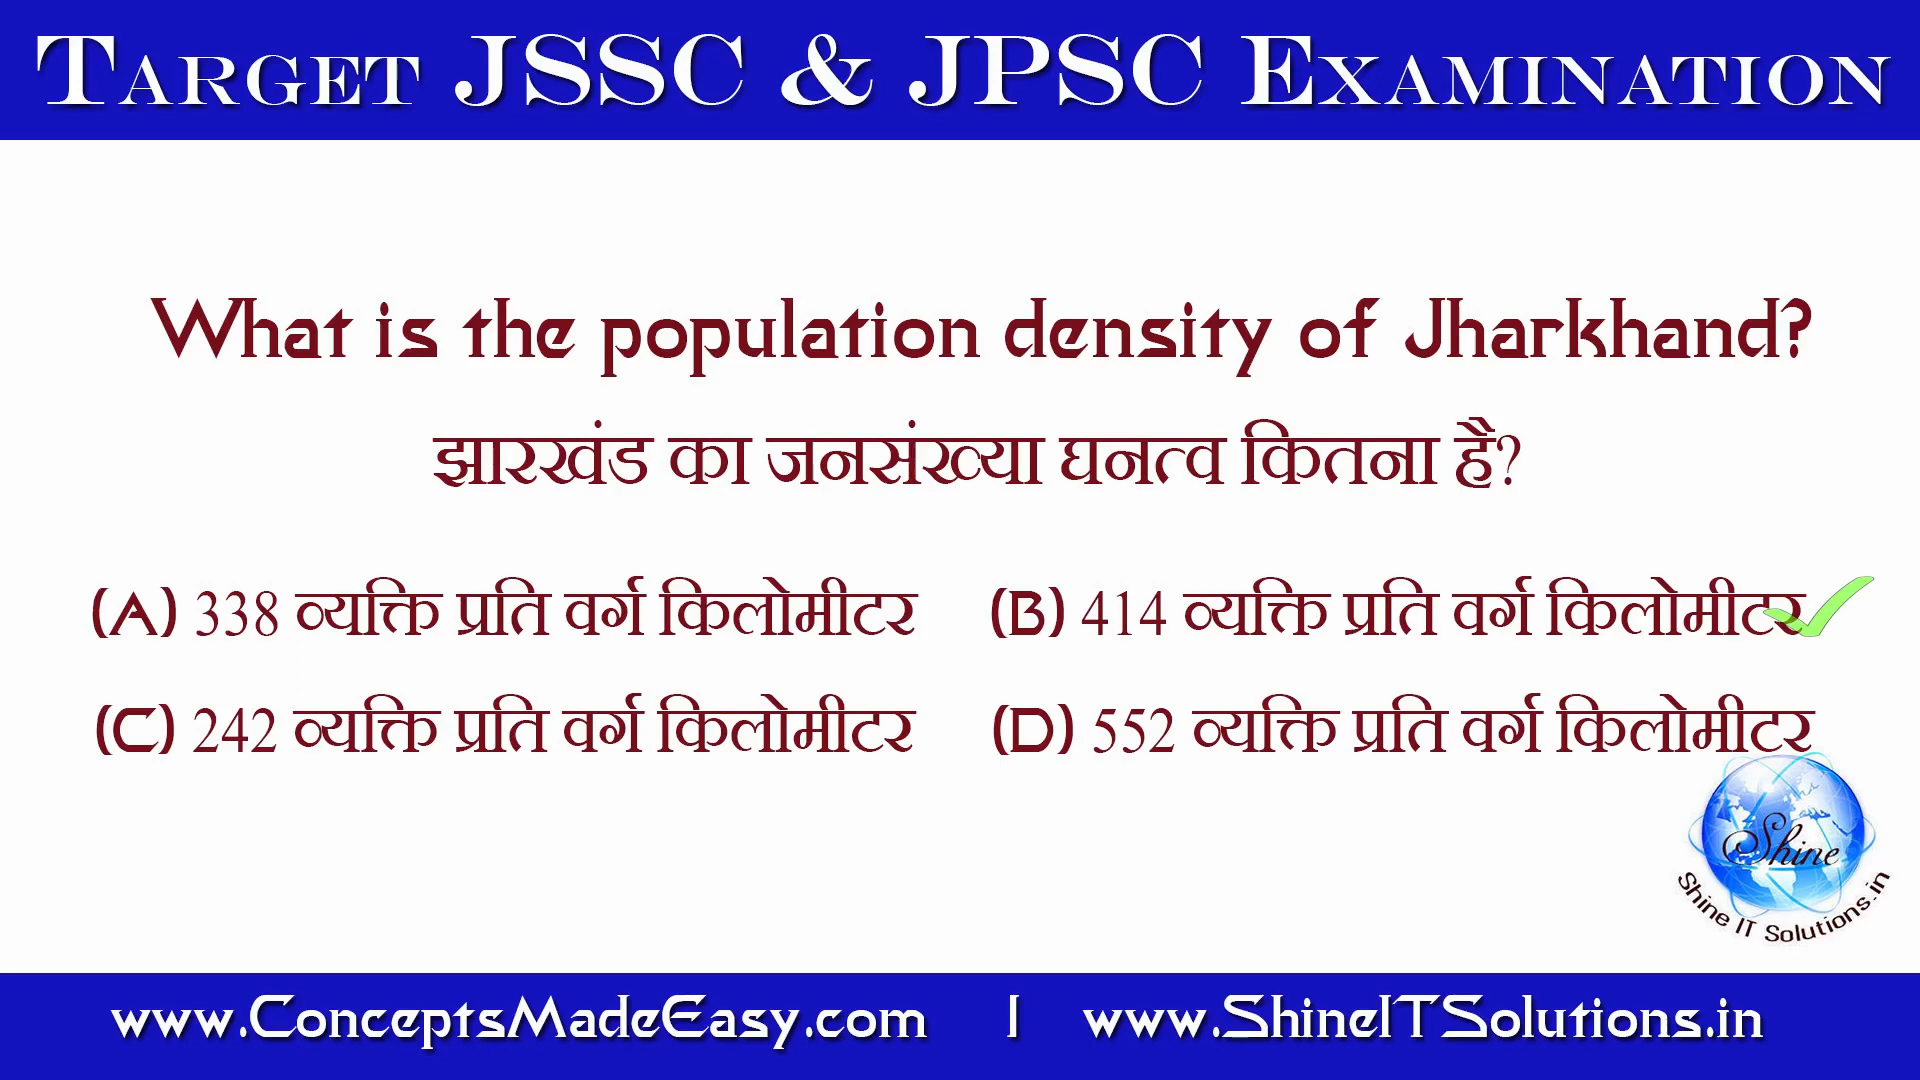 Target JSSC & JPSC Examination
What is the population density of Jharkhand?
झारखंड का जनसंख्या घनत्व कितना है?
(A) 338 व्यक्ति प्रति वर्ग किलोमीटर (B) 414 व्यक्ति प्रति वर्ग किलोमीटर
(C) 242 व्यक्ति प्रति वर्ग किलोमीटर (D) 552 व्यक्ति प्रति वर्ग किलोमीटर
Shine
Shine IT Solutions.in
www.ConceptsMadeEasy.com | www.ShineITSolutions.in